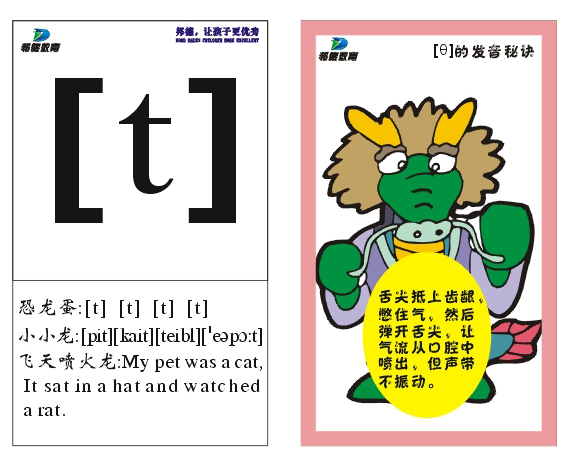 邦德教育
邦德，让孩子更优秀
BOND MAKES CHILDREN MORE EXCELLENT
[t]
恐龙蛋:[t] [t] [t] [t]
小小龙:[pit][kait][teibl][ˈeəpɔ:t]
飞天喷火龙:My pet was a cat,
It sat in a hat and watched
a rat.
邦德教育
[θ]的发音秘诀
舌尖抵上齿龈，
憋住气，然后
弹开舌尖，让
气流从口腔中
喷出，但声带
不振动。